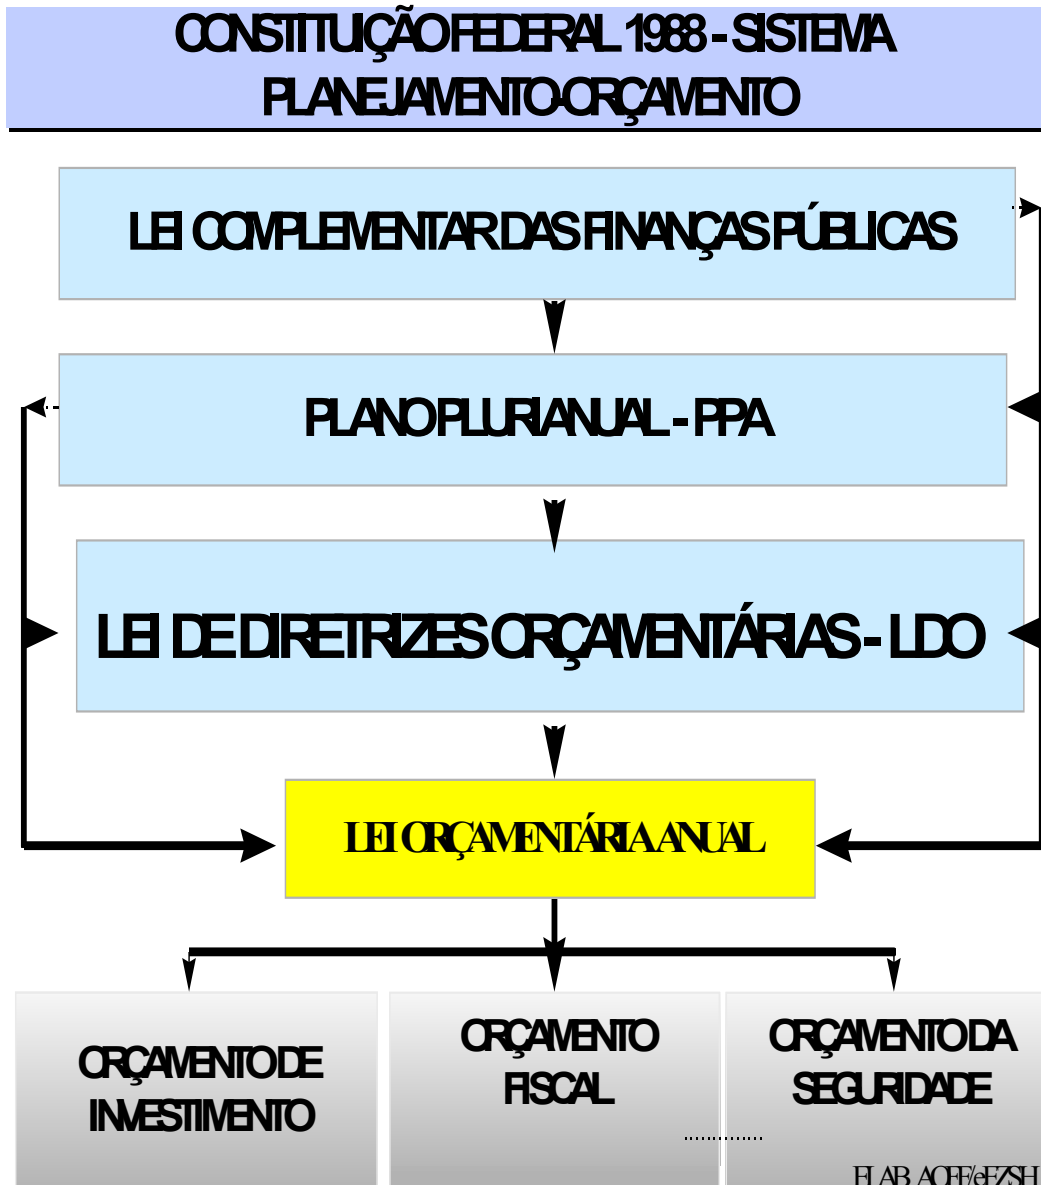 CONSTITUIÇÃO FEDERAL 1988 - SISTEMA
PLANEJAMENTO-ORÇAMENTO
LEI COMPLEMENTAR DAS FINANÇAS PÚBLICAS
PLANO PLURIANUAL - PPA
LEI DE DIRETRIZES ORÇAMENTÁRIAS - LDO
LEI ORÇAMENTÁRIA ANUAL
ORÇAMENTO DE
INVESTIMENTO
ORÇAMENTO
FISCAL
ORÇAMENTO DA
SEGURIDADE